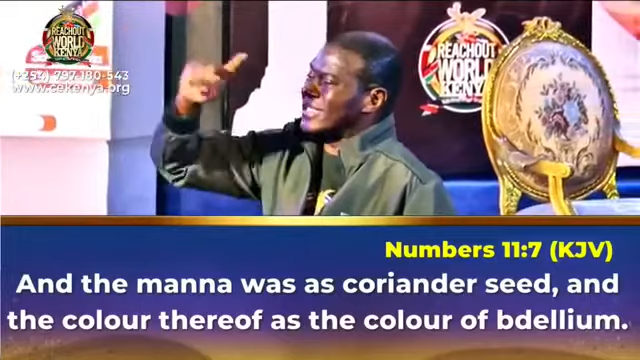 REACHOUT
WORLD
KENYA
(+254) 797-180-543
www.cekenya.org
REACHOUT
WORLD
KENYA
Numbers 11:7 (KJV)
And the manna was as coriander seed, and
the colour thereof as the colour of bdellium.